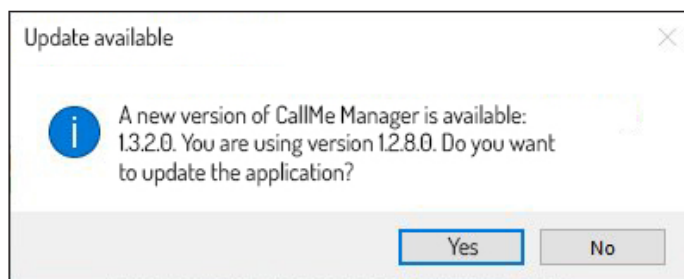 Update available
A new version of CallMe Manager is available:
1.3.2.0. You are using version 1.2.8.0. Do you want
to update the application?
Yes
No